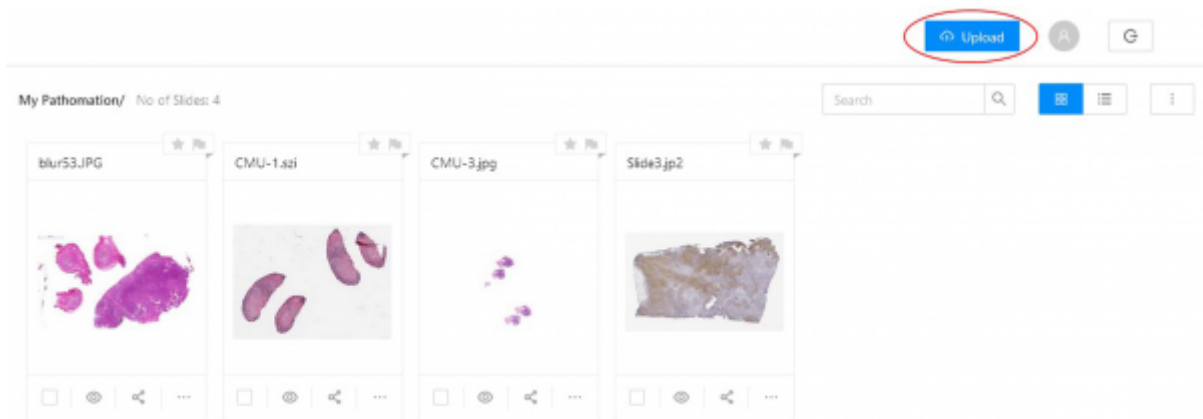 Upload
My Pathomation/ No of Slides: 4
Search
blur53.JPG
CMU-1.szi
CMU-3.jpg
Slide3.jp2